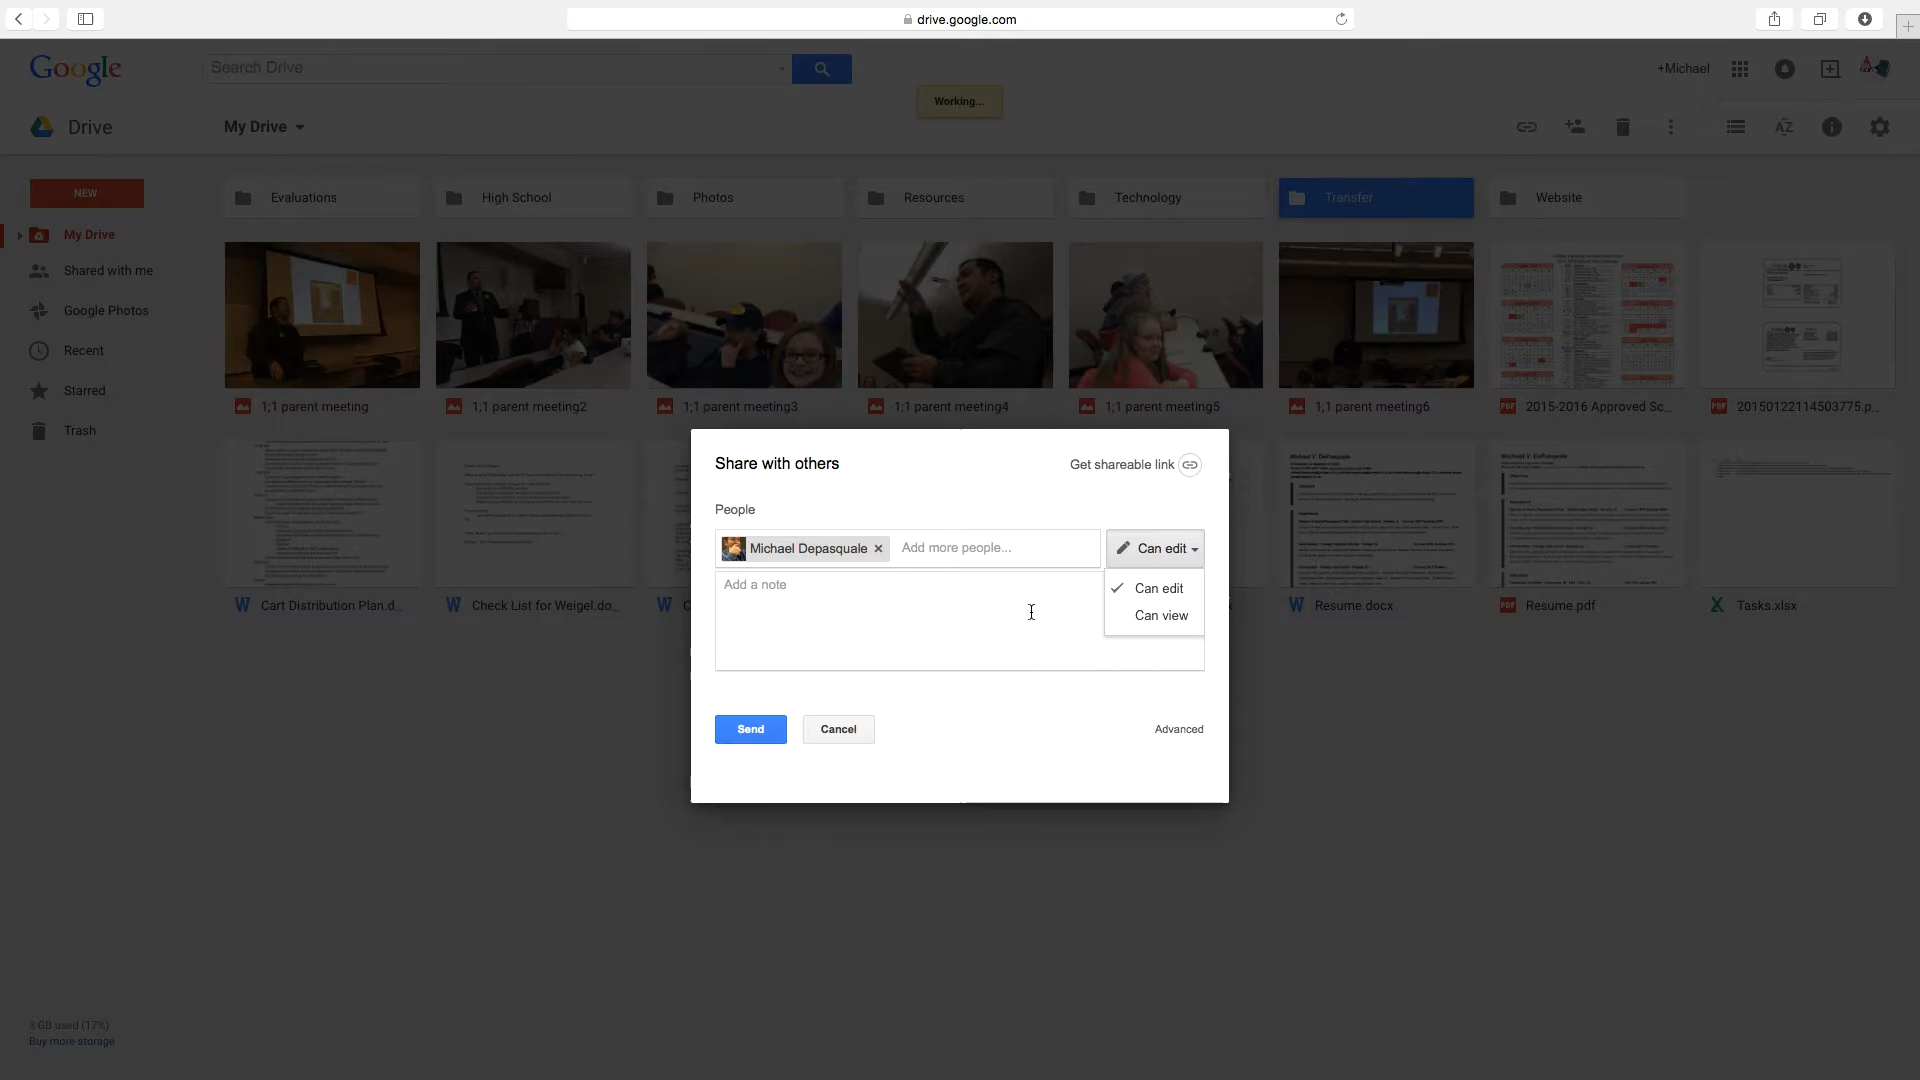 drive.google.com
Google
Search Drive
+Michael
Working...
Drive
My Drive
NEW
My Drive
Shared with me
Google Photos
Recent
Starred
Trash
Evaluations
High School
Photos
Resources
Technology
Transfer
Website
1;1 parent meeting
1;1 parent meeting2
1;1 parent meeting3
1;1 parent meeting4
1;1 parent meeting5
1;1 parent meeting6
2015-2016 Approved Sc...
20150122114503775.p...
Cart Distribution Plan.d...
Check List for Weigel.do...
Resume.docx
Resume.pdf
Tasks.xlsx
Share with others
Get shareable link
People
Michael Depasquale
Add more people...
Can edit
Can edit
Can view
Add a note
Send
Cancel
Advanced
3 GB used (17%)
Buy more storage